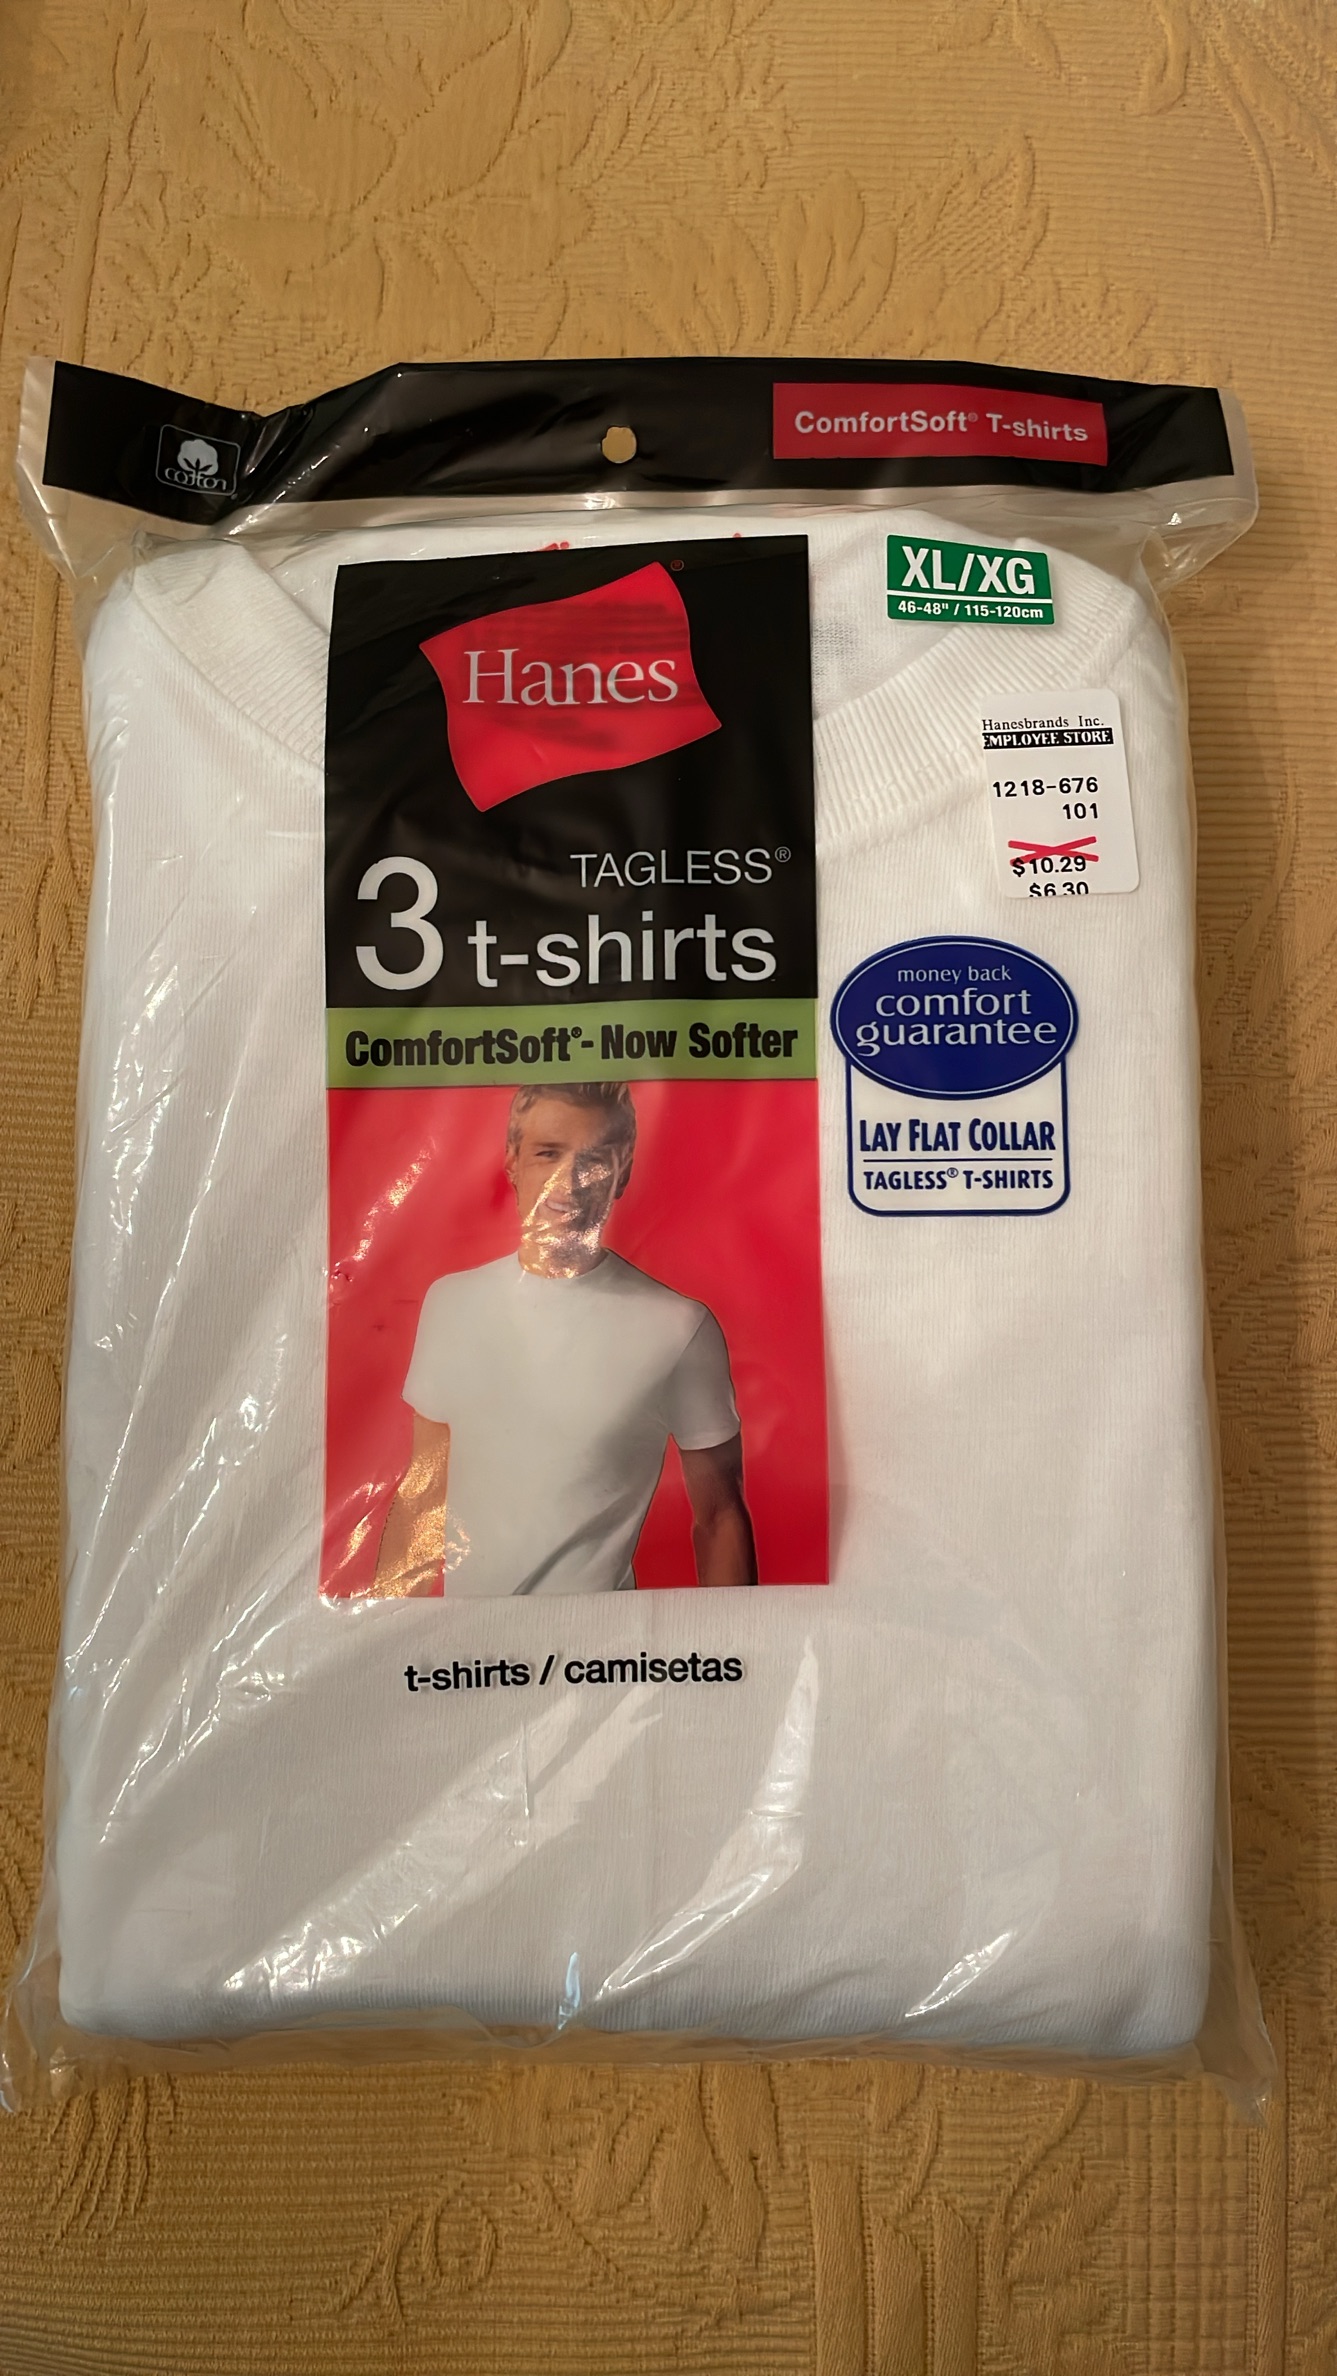 cotton
ComfortSoft® T-shirts
XL/XG
46-48" / 115-120cm
Hanes®
Hanesbrands Inc.
EMPLOYEE STORE
1218-676
101
$10.29
$6.30
3 TAGLESS®
t-shirts
ComfortSoft®- Now Softer
money back
comfort
guarantee
LAY FLAT COLLAR
TAGLESS® T-SHIRTS
t-shirts / camisetas